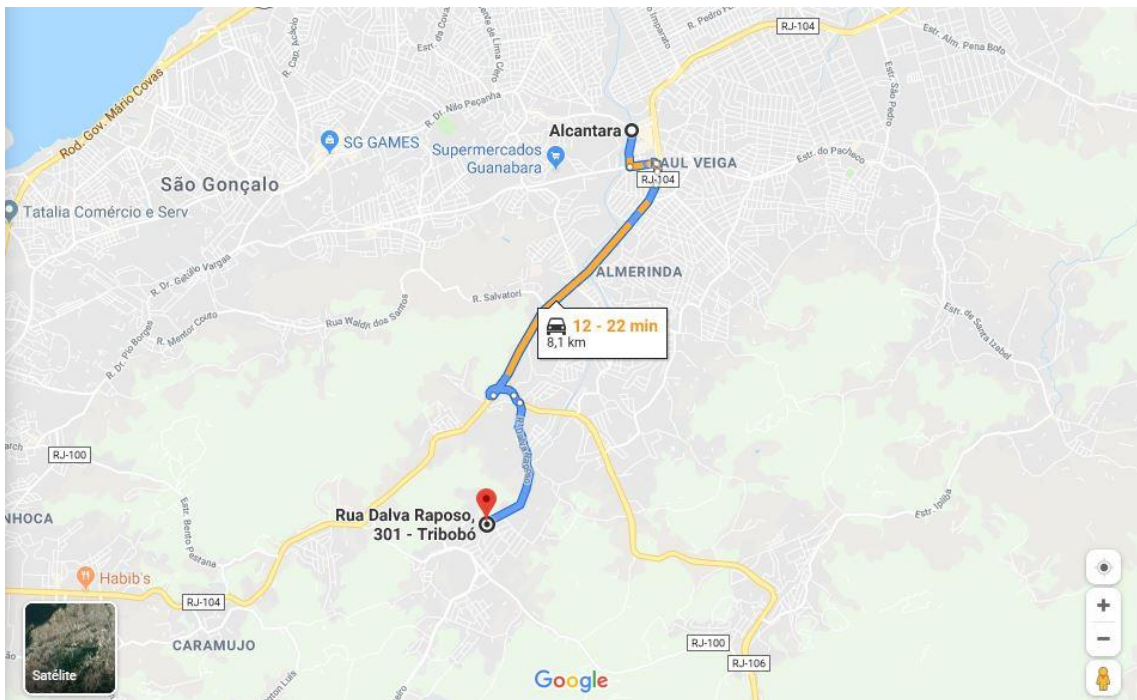 RJ-104
R. Cap. Acácio
Rod. Gov. Mário Covas
R. Dr. Nilo Peçanha
Estr. Alm. Pena Boto
Estr. São Pedro
Alcantara
SG GAMES
Supermercados
Guanabara
RAUL VEIGA
RJ-104
Estr. do Pacheco
São Gonçalo
Tatalia Comércio e Serv
R. Dr. Getúlio Vargas
ALMERINDA
R. Salvatori
Rua Waldir dos Santos
R. Mentor Couto
R. Dr. Pio Borges
Estr. de Santa Izabel
12 - 22 min
8,1 km
RJ-100
Raposo
Rua Dalva Raposo,
301 - Tribobó
Estr. Ipiíba
NHOCA
Estr. Bento Pestana
Habib's
RJ-104
CARAMUJO
RJ-100
RJ-106
Satélite
Google